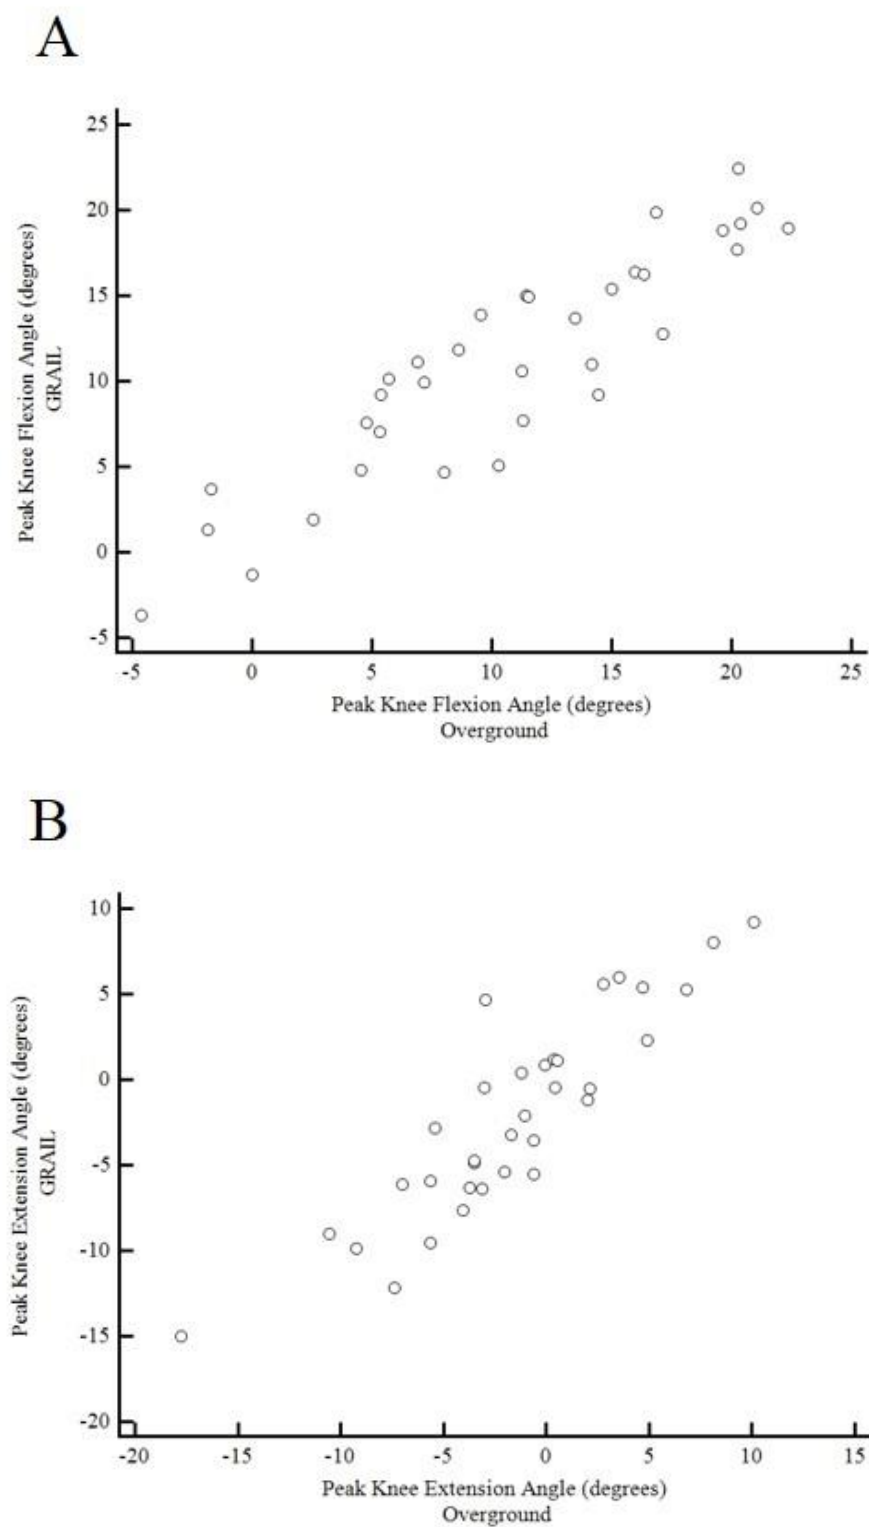 A
25
20
15
10
5
0
-5
Peak Knee Flexion Angle (degrees)
GRAIL
-5 0 5 10 15 20 25
Peak Knee Flexion Angle (degrees)
Overground
B
10
5
0
-5
-10
-15
-20
Peak Knee Extension Angle (degrees)
GRAIL
-20 -15 -10 -5 0 5 10 15
Peak Knee Extension Angle (degrees)
Overground